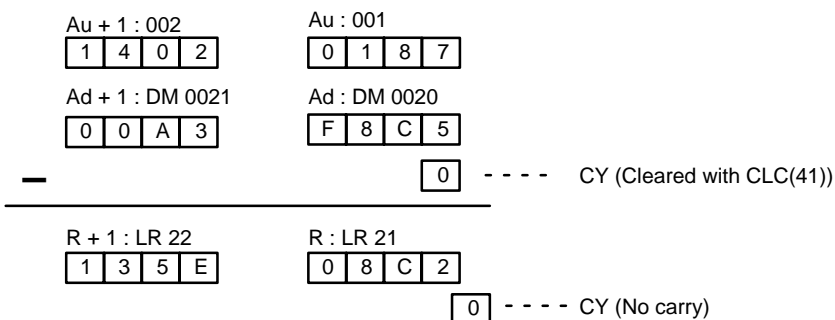 Au + 1 : 002 Au : 001
1 4 0 2 0 1 8 7
Ad + 1 : DM 0021 Ad : DM 0020
0 0 A 3 F 8 C 5
– 0 - - - - CY (Cleared with CLC(41))
R + 1 : LR 22 R : LR 21
1 3 5 E 0 8 C 2
0 - - - - CY (No carry)